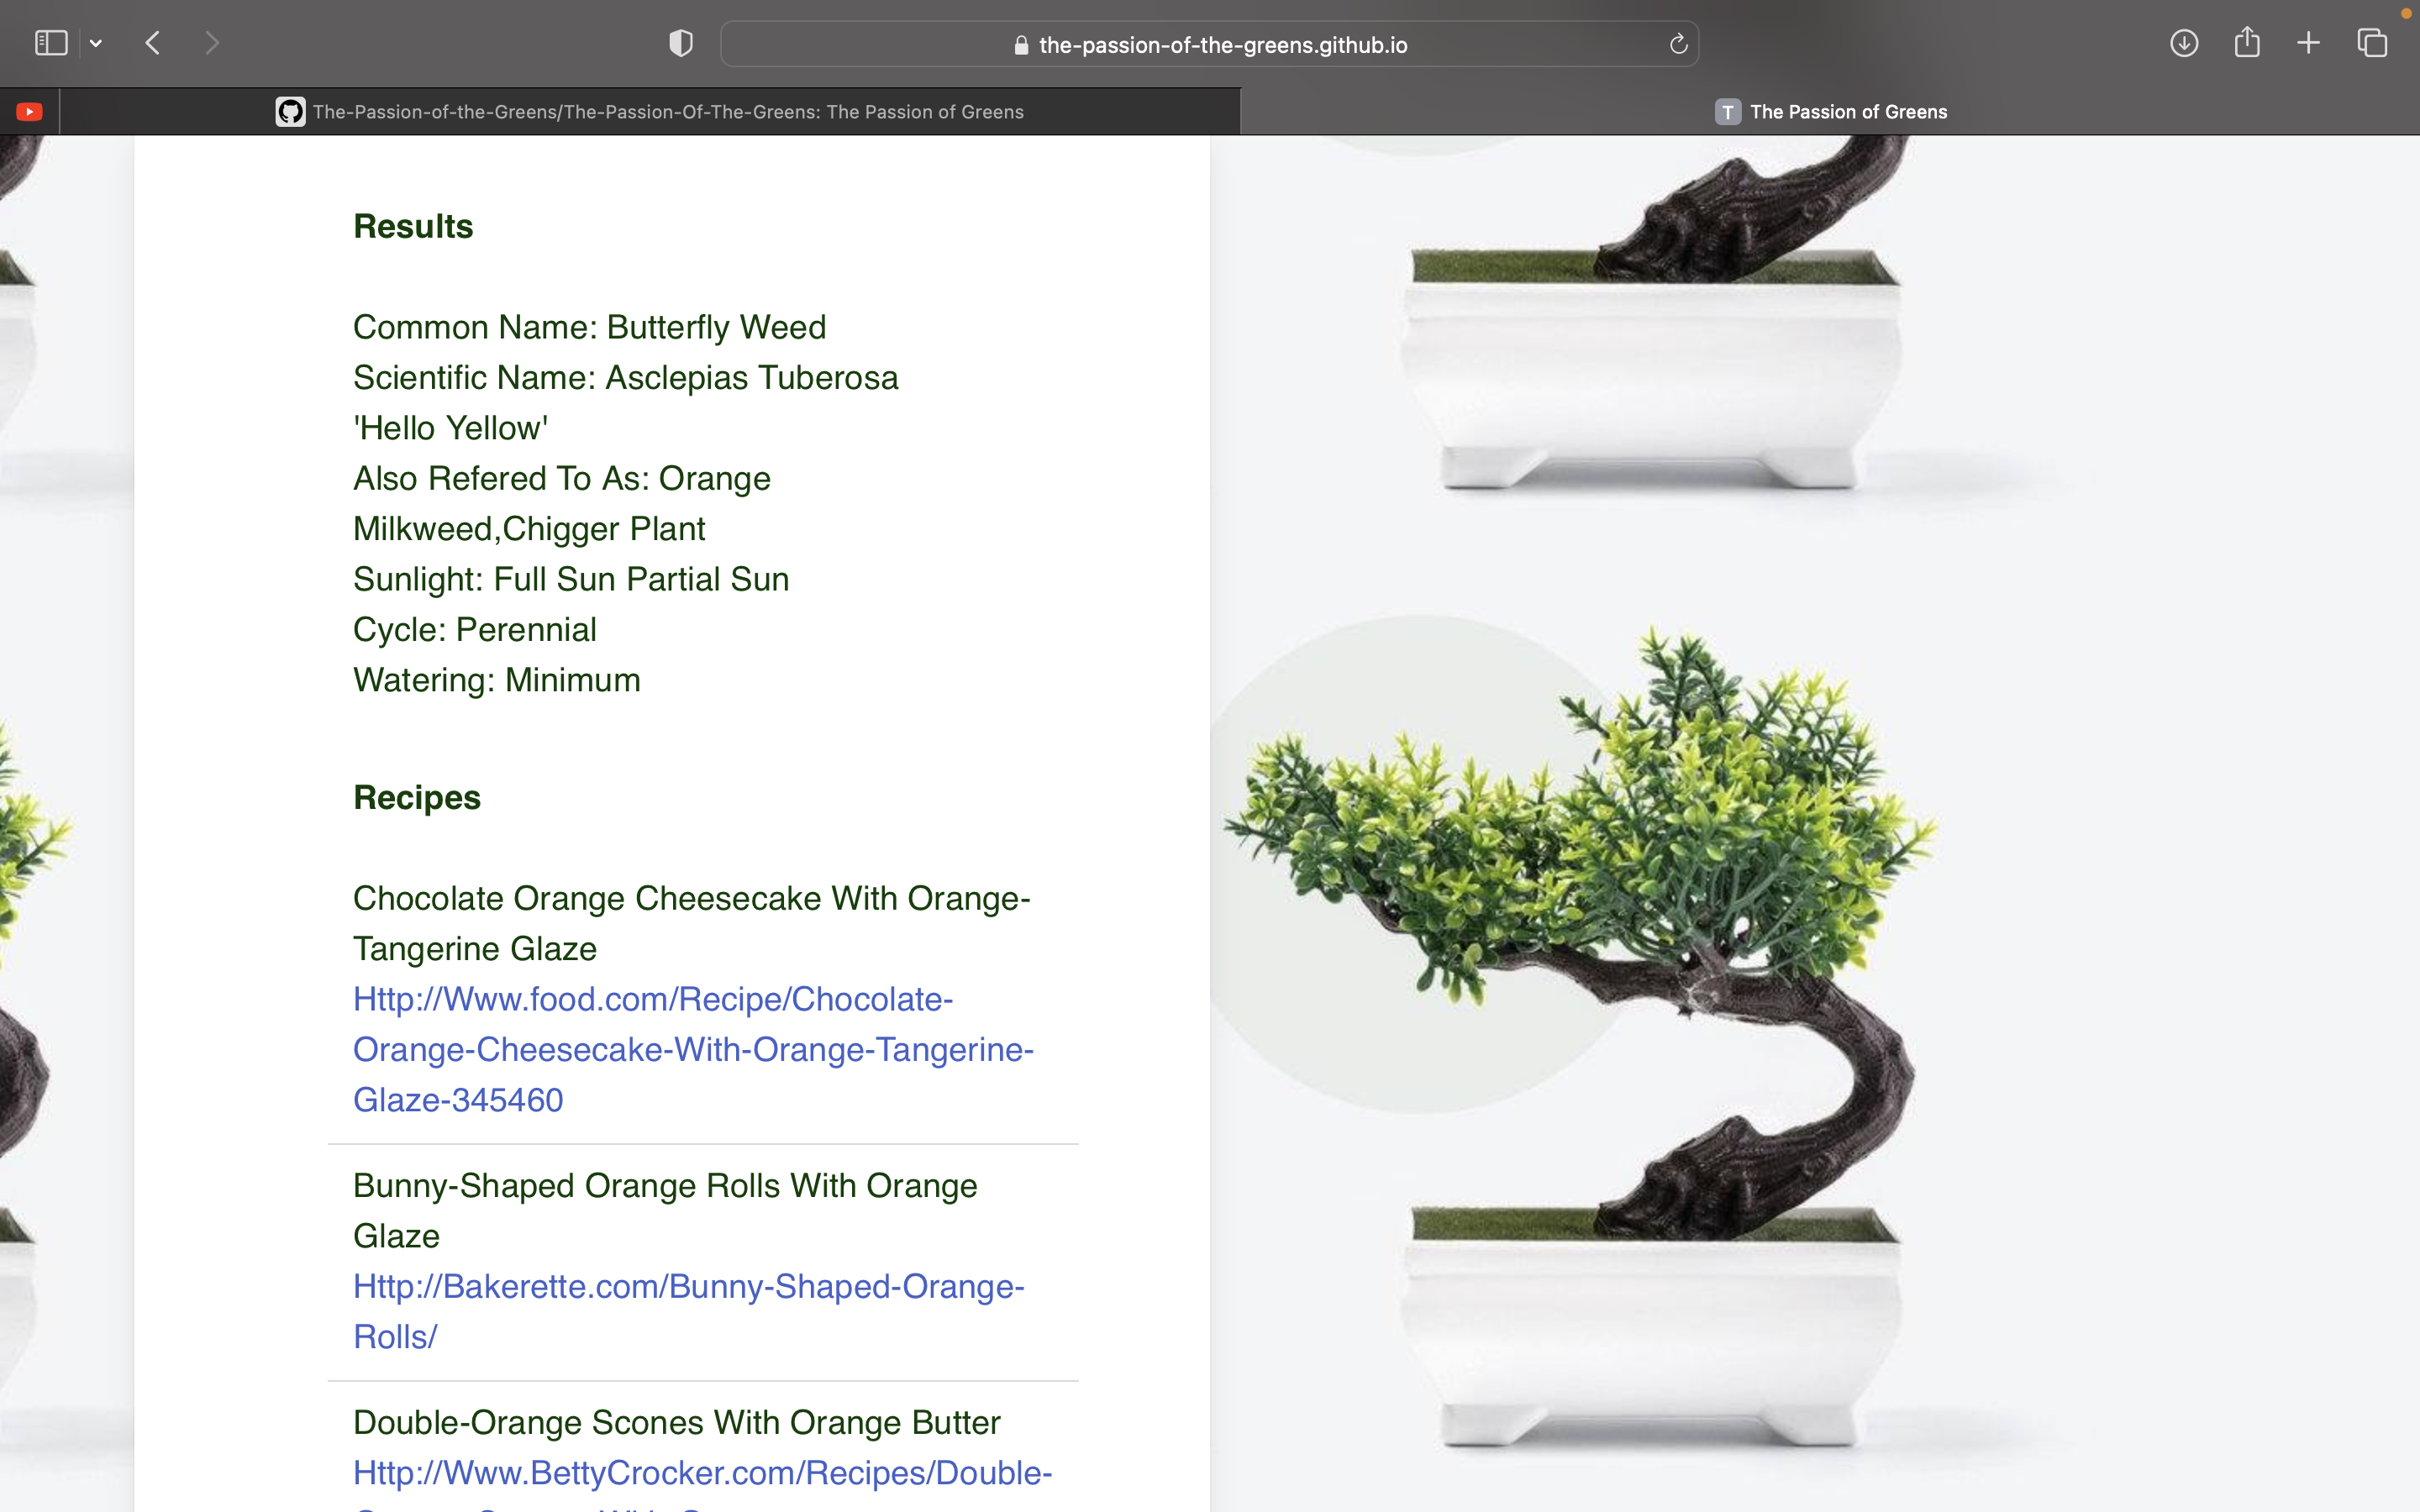 the-passion-of-the-greens.github.io
The-Passion-of-the-Greens/The-Passion-Of-The-Greens: The Passion of Greens
T The Passion of Greens
Results
Common Name: Butterfly Weed
Scientific Name: Asclepias Tuberosa
'Hello Yellow'
Also Refered To As: Orange
Milkweed,Chigger Plant
Sunlight: Full Sun Partial Sun
Cycle: Perennial
Watering: Minimum
Recipes
Chocolate Orange Cheesecake With Orange-
Tangerine Glaze
Http://Www.food.com/Recipe/Chocolate-
Orange-Cheesecake-With-Orange-Tangerine-
Glaze-345460
Bunny-Shaped Orange Rolls With Orange
Glaze
Http://Bakerette.com/Bunny-Shaped-Orange-
Rolls/
Double-Orange Scones With Orange Butter
Http://Www.BettyCrocker.com/Recipes/Double-